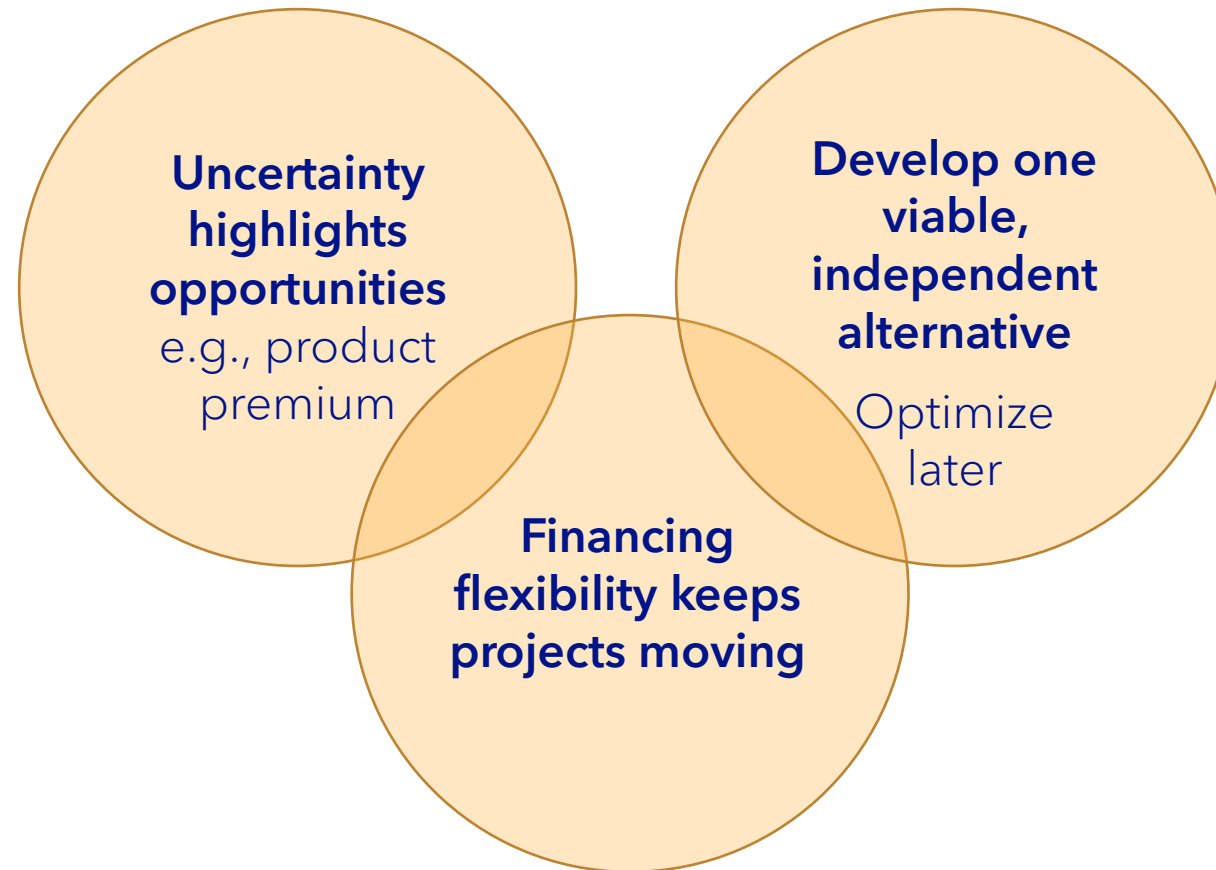 Uncertainty
highlights
opportunities
e.g., product
premium
Develop one
viable,
independent
alternative
Optimize
later
Financing
flexibility keeps
projects moving